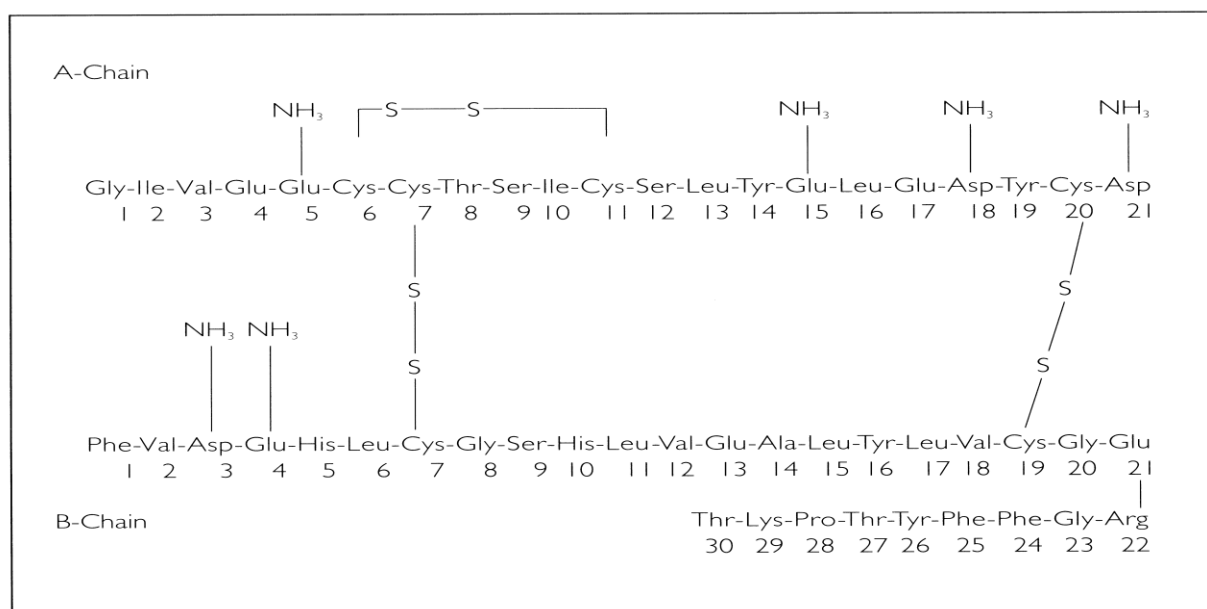 A-Chain
NH₃ S S NH₃ NH₃ NH₃
Gly-Ile-Val-Glu-Glu-Cys-Cys-Thr-Ser-Ile-Cys-Ser-Leu-Tyr-Glu-Leu-Glu-Asp-Tyr-Cys-Asp
1 2 3 4 5 6 7 8 9 10 11 12 13 14 15 16 17 18 19 20 21
S S
NH₃ NH₃
S S
Phe-Val-Asp-Glu-His-Leu-Cys-Gly-Ser-His-Leu-Val-Glu-Ala-Leu-Tyr-Leu-Val-Cys-Gly-Glu
1 2 3 4 5 6 7 8 9 10 11 12 13 14 15 16 17 18 19 20 21
B-Chain Thr-Lys-Pro-Thr-Tyr-Phe-Phe-Gly-Arg
30 29 28 27 26 25 24 23 22